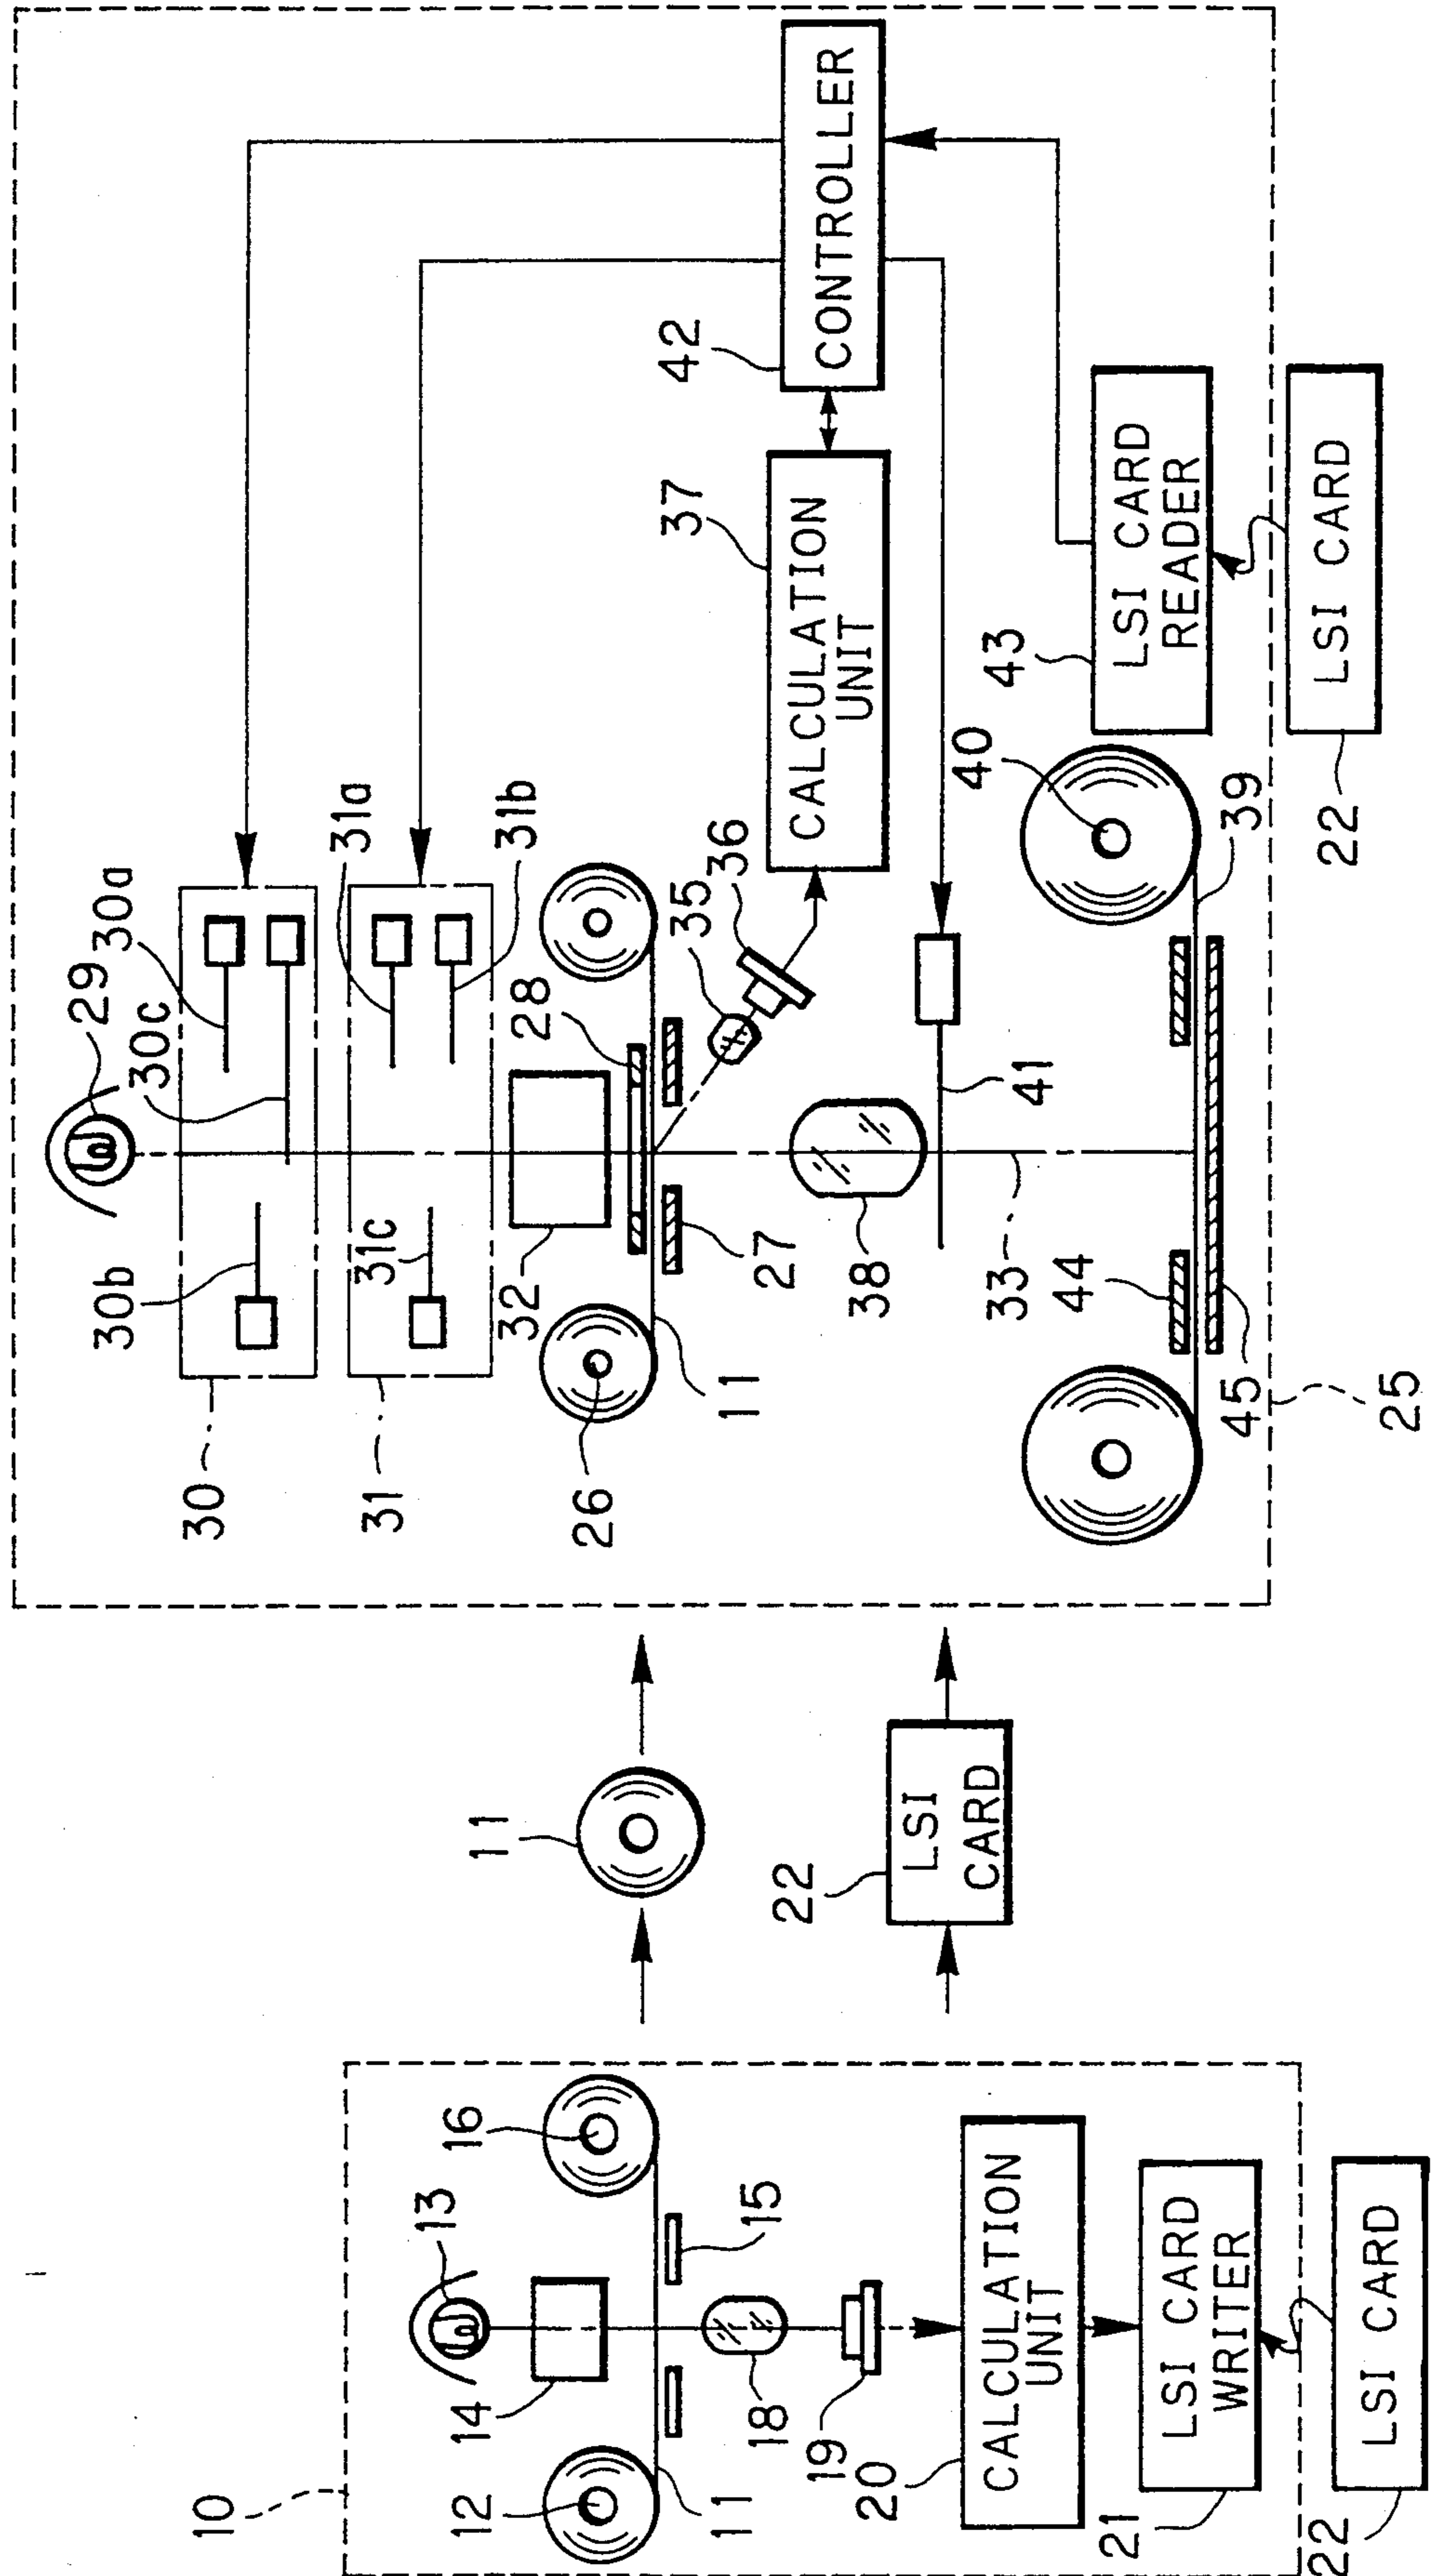 10
12
11
14
13
16
15
18
19
20
CALCULATION
UNIT
21
LSI CARD
WRITER
22
LSI CARD
11
22
LSI
CARD
30
30b
30c
29
30a
31
31c
31a
31b
26
32
28
11
27
35
36
37
CALCULATION
UNIT
42
CONTROLLER
38
41
33
44
45
40
39
43
LSI CARD
READER
25
22
LSI CARD